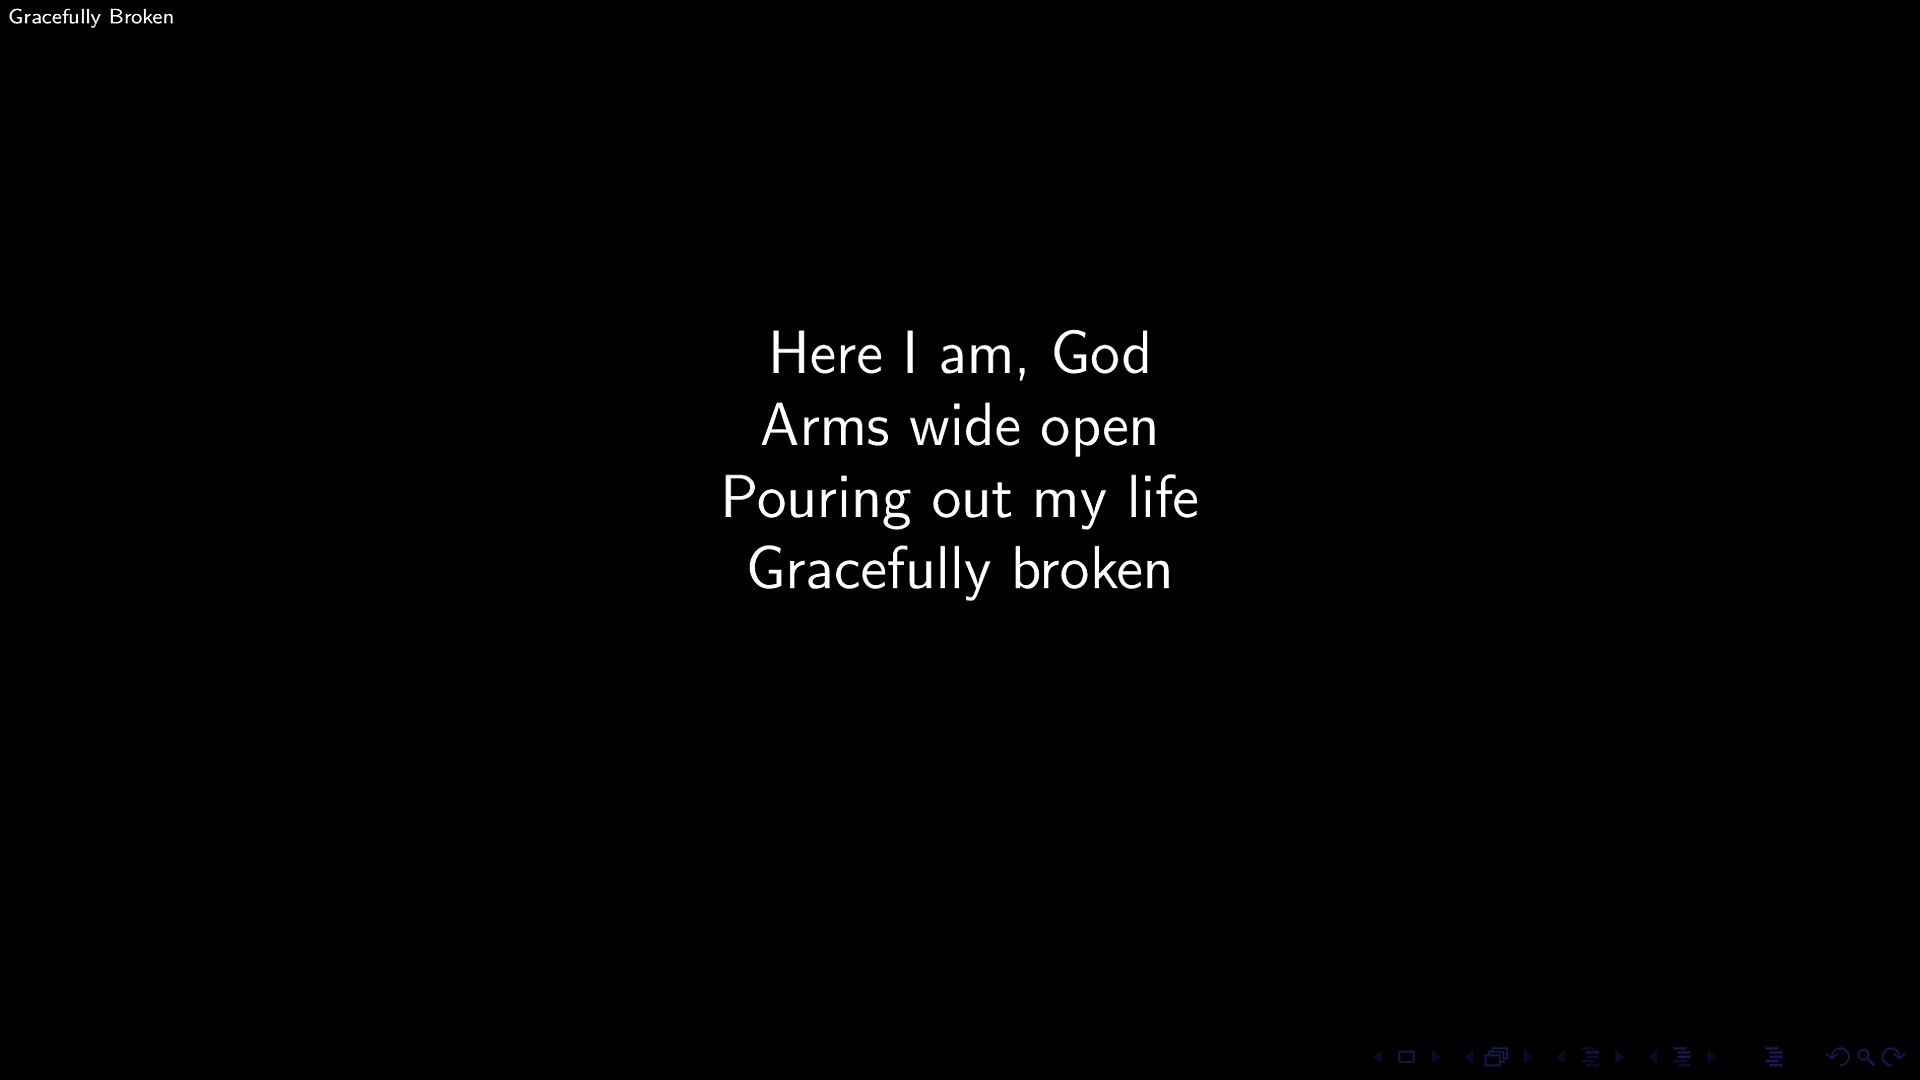 Gracefully Broken
Here I am, God
Arms wide open
Pouring out my life
Gracefully broken